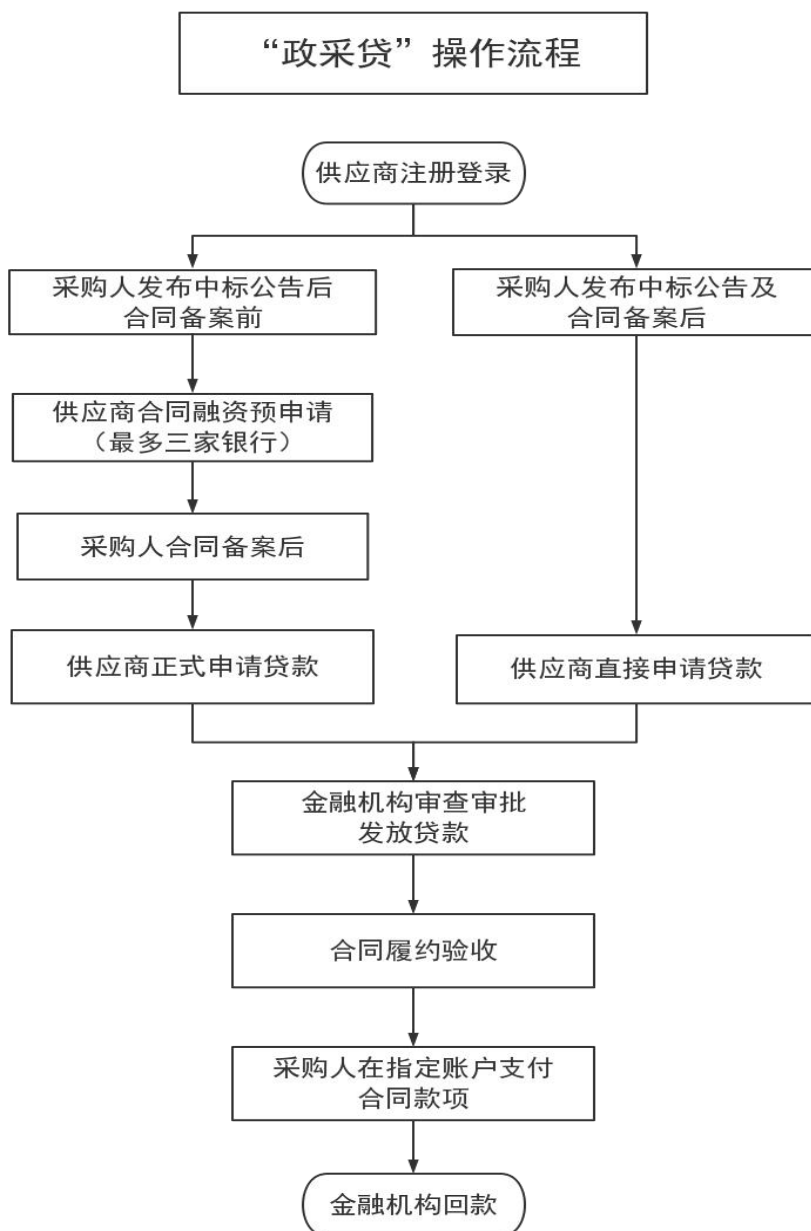 “政采贷”操作流程
供应商注册登录
采购人发布中标公告后
合同备案前
采购人发布中标公告及
合同备案后
供应商合同融资预申请
（最多三家银行）
采购人合同备案后
供应商正式申请贷款
供应商直接申请贷款
金融机构审查审批
发放贷款
合同履约验收
采购人在指定账户支付
合同款项
金融机构回款